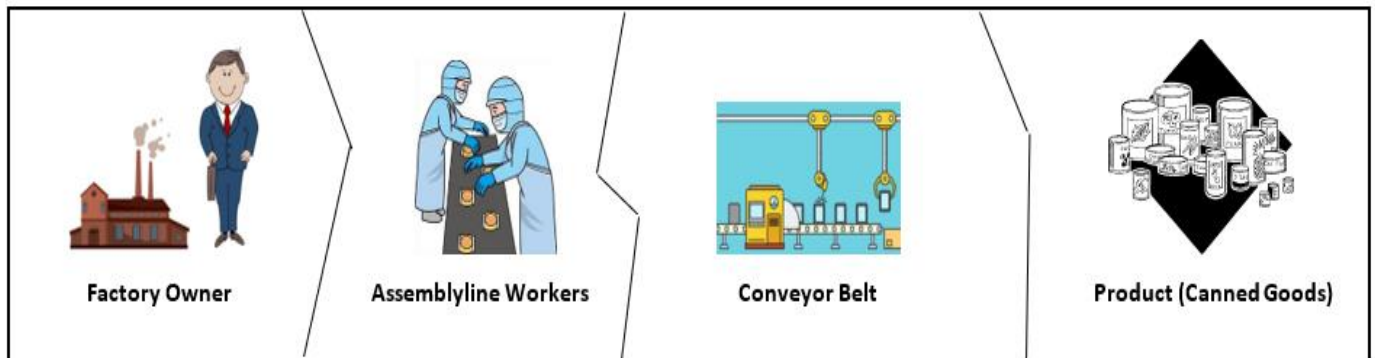 Factory Owner
Assemblyline Workers
Conveyor Belt
Product (Canned Goods)